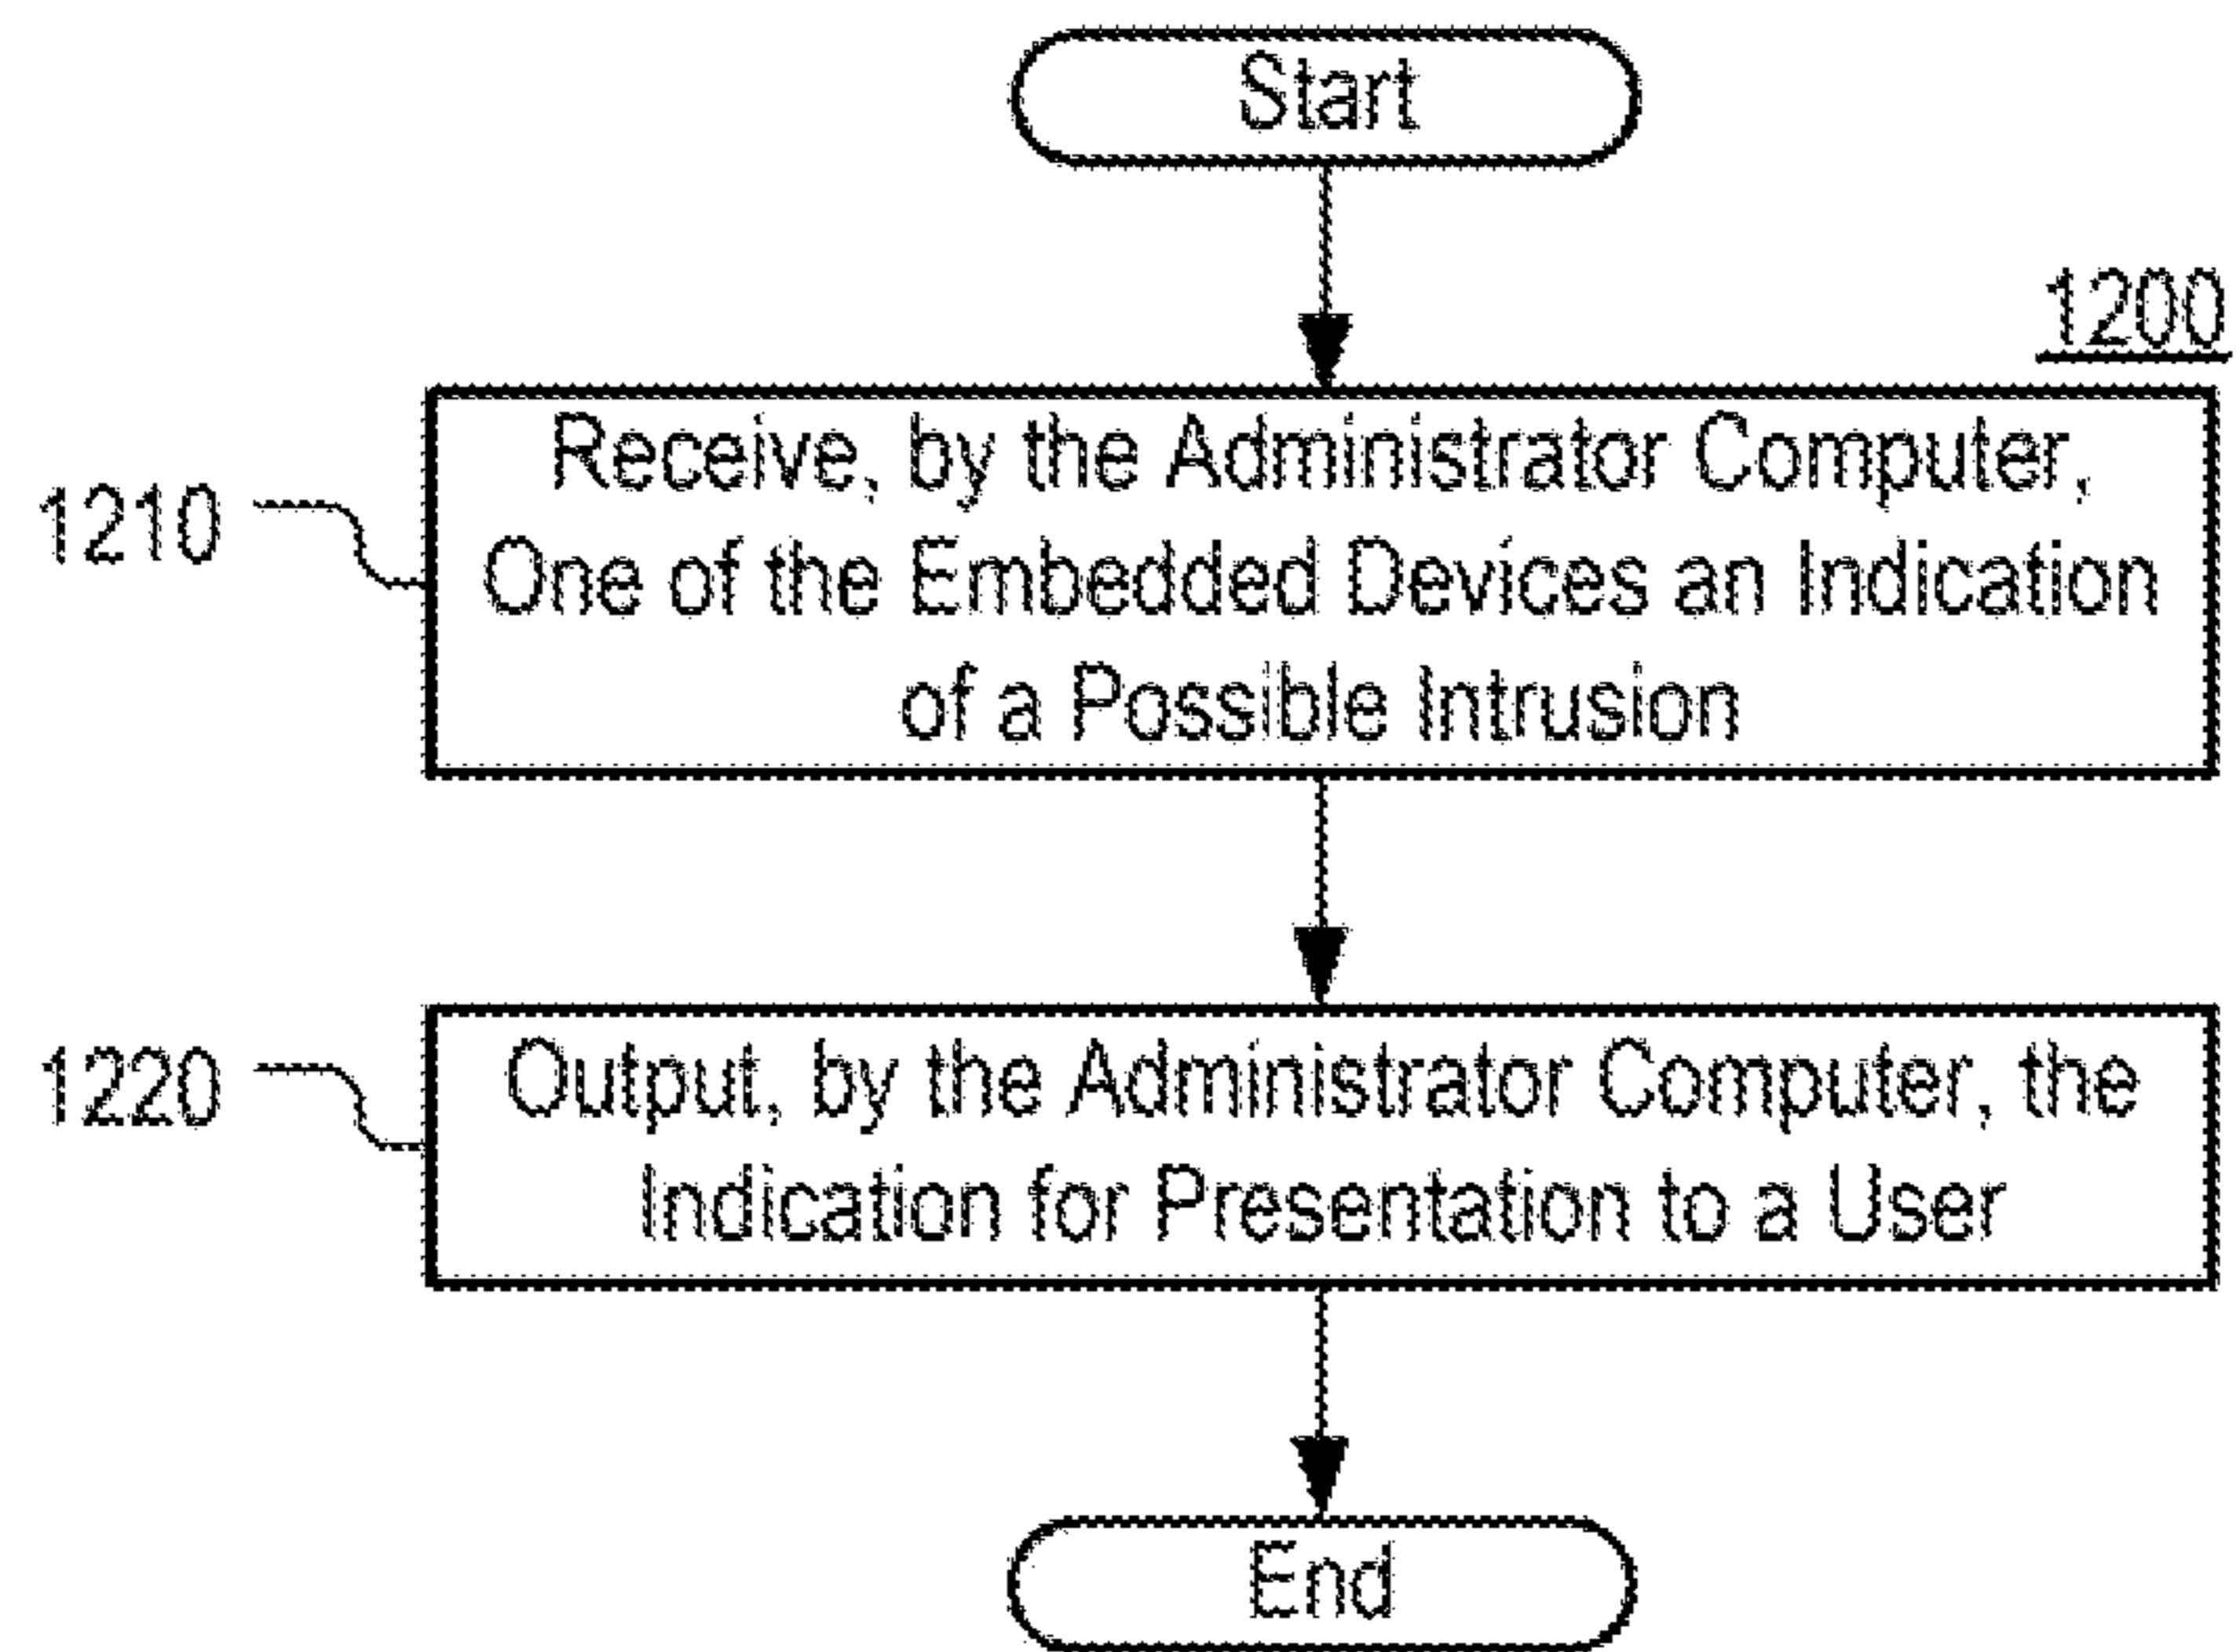 Start
1200
1210
Receive, by the Administrator Computer,
One of the Embedded Devices an Indication
of a Possible Intrusion
1220
Output, by the Administrator Computer, the
Indication for Presentation to a User
End